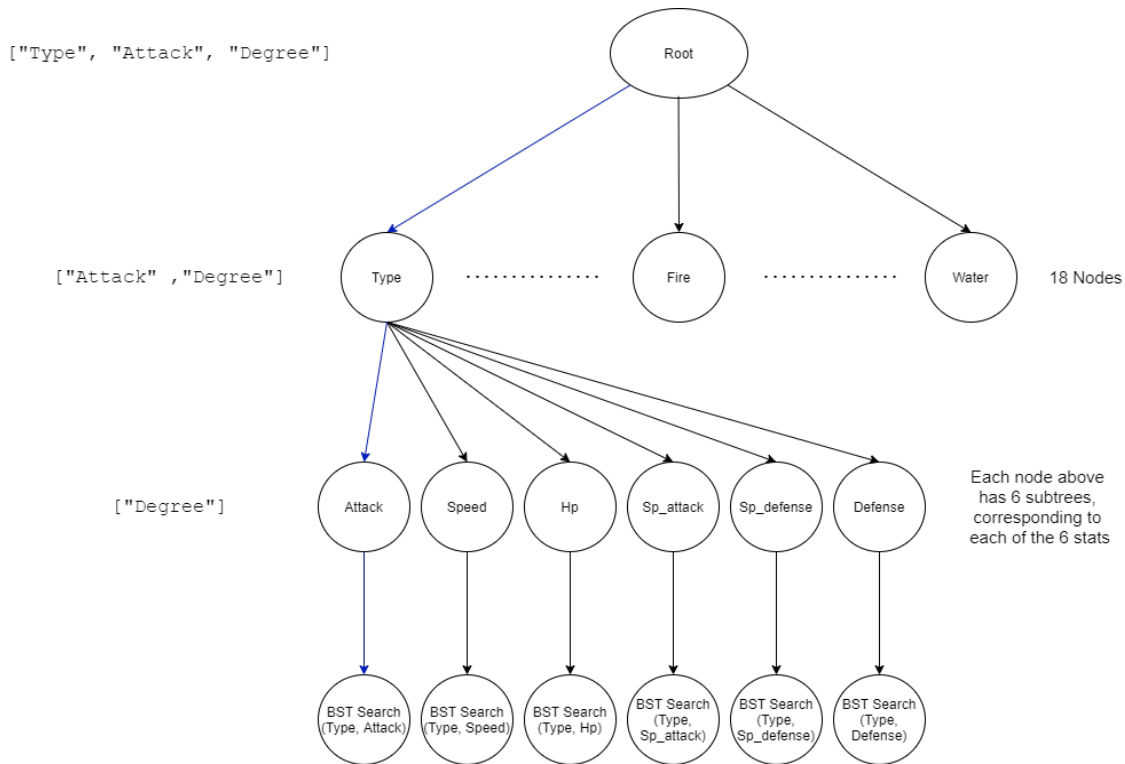 ["Type", "Attack", "Degree"]
Root
["Attack" ,"Degree"]
Type
Fire
Water
18 Nodes
["Degree"]
Attack
Speed
Hp
Sp_attack
Sp_defense
Defense
Each node above
has 6 subtrees,
corresponding to
each of the 6 stats
BST Search
(Type, Attack)
BST Search
(Type, Speed)
BST Search
(Type, Hp)
BST Search
(Type,
Sp_attack)
BST Search
(Type,
Sp_defense)
BST Search
(Type,
Defense)